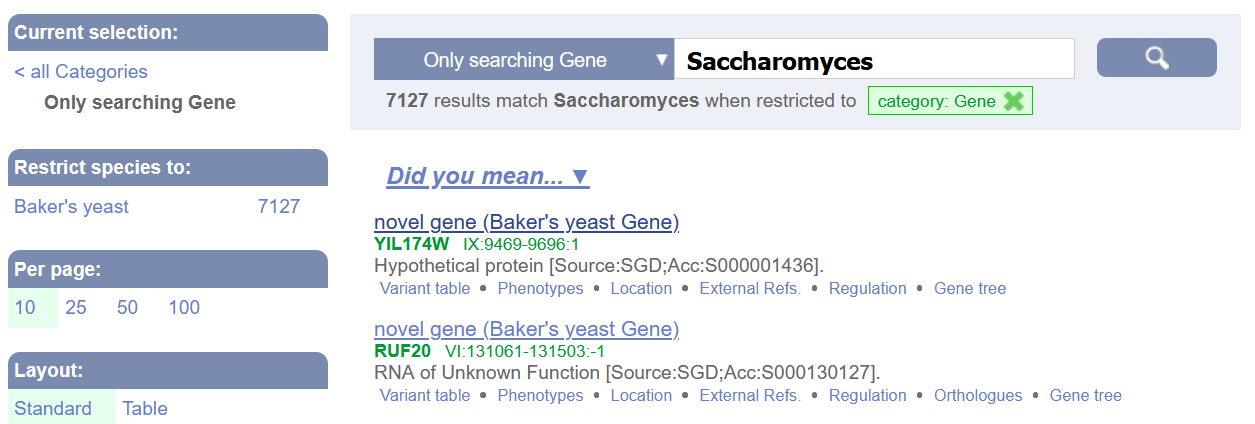 Current selection:
< all Categories
Only searching Gene
Restrict species to:
Baker's yeast 7127
Per page:
10 25 50 100
Layout:
Standard Table
Only searching Gene ▼ Saccharomyces
7127 results match Saccharomyces when restricted to category: Gene
Did you mean... ▼
novel gene (Baker's yeast Gene)
YIL174W IX:9469-9696:1
Hypothetical protein [Source:SGD;Acc:S000001436].
Variant table • Phenotypes • Location • External Refs. • Regulation • Gene tree
novel gene (Baker's yeast Gene)
RUF20 VI:131061-131503:-1
RNA of Unknown Function [Source:SGD;Acc:S000130127].
Variant table • Phenotypes • Location • External Refs. • Regulation • Orthologues • Gene tree